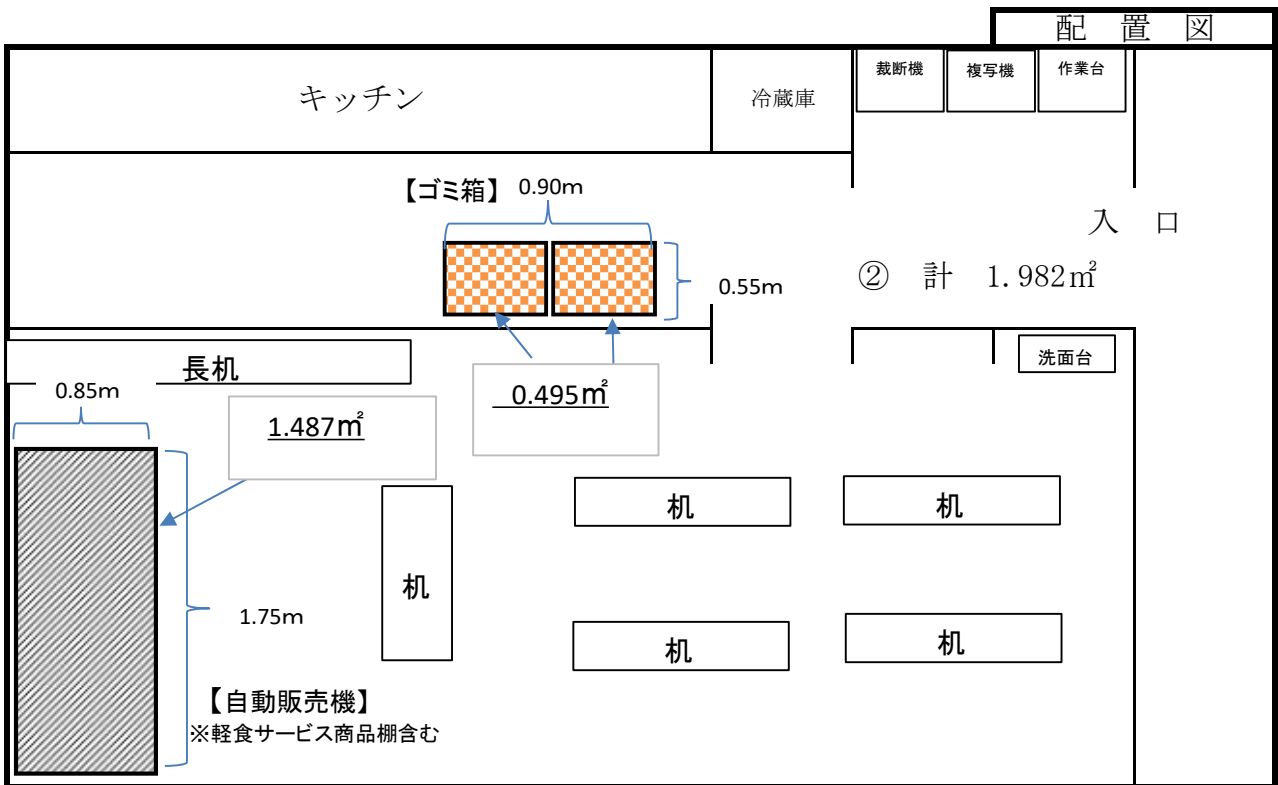 配 置 図
キッチン
冷蔵庫
裁断機
複写機
作業台
【ゴミ箱】 0.90m
入 口
0.55m
② 計 1.982㎡
長机
洗面台
0.85m
0.495㎡
1.487㎡
机
机
机
1.75m
机
机
【自動販売機】
※軽食サービス商品棚含む